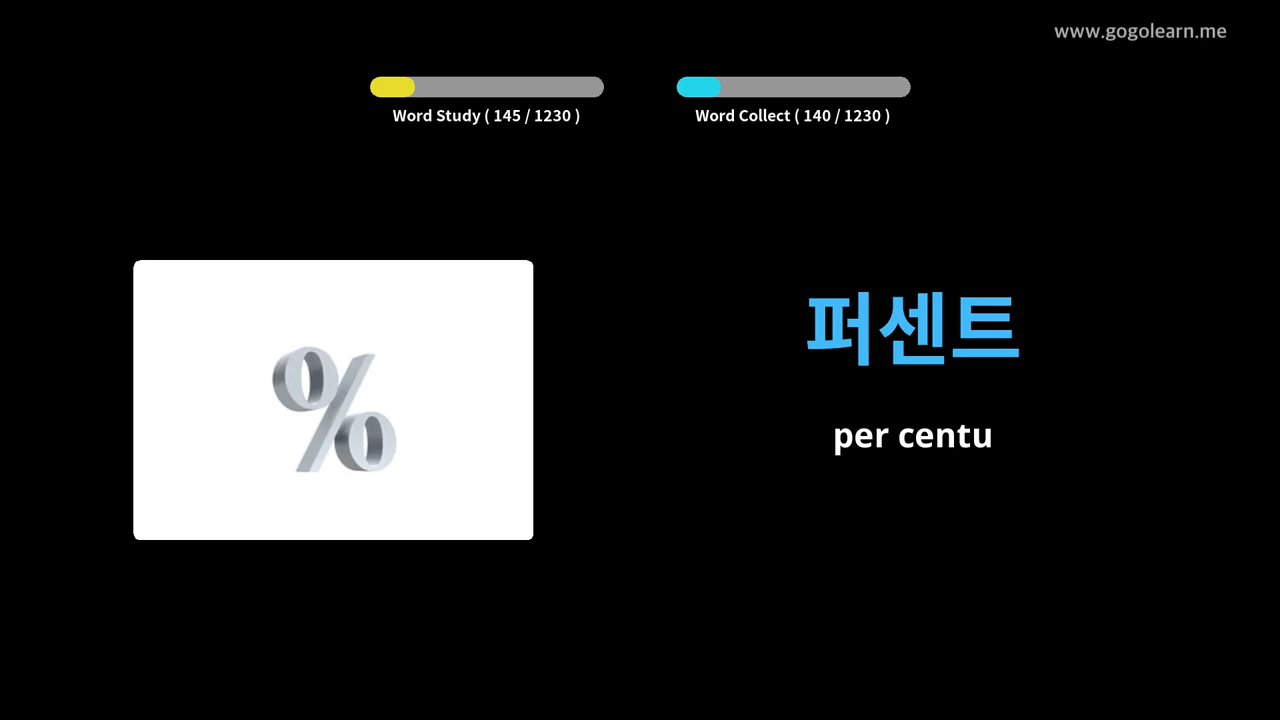 www.gogolearn.me
Word Study ( 145 / 1230 )
Word Collect ( 140 / 1230 )
%
퍼센트
per centu